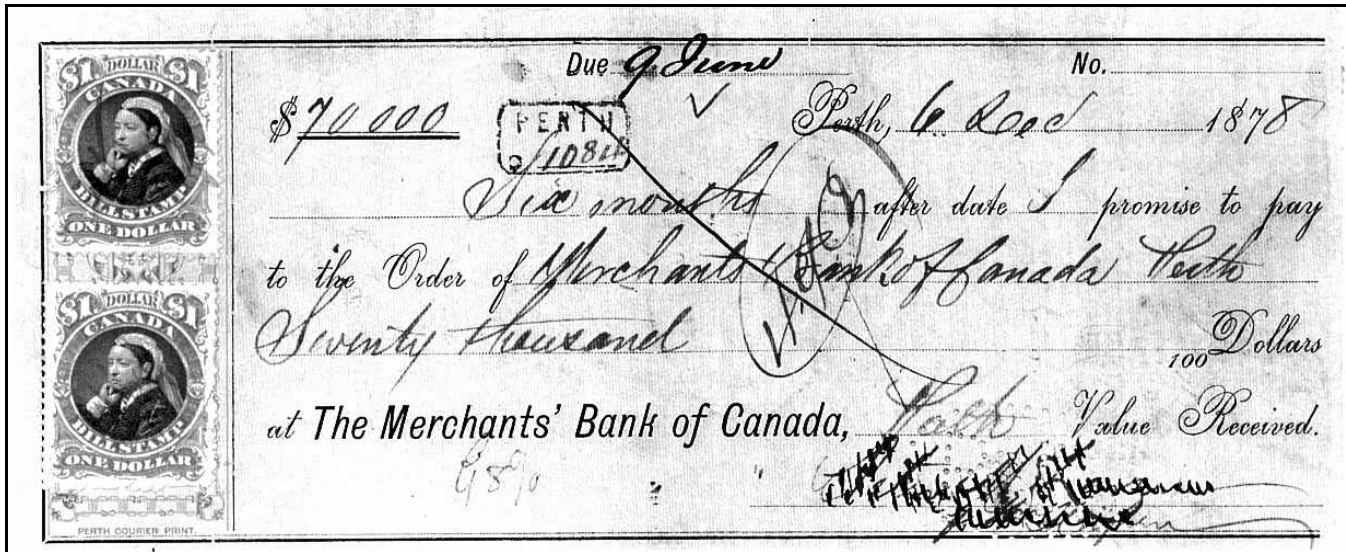 $1 DOLLAR $1
CANADA
BILL STAMP
ONE DOLLAR
$1 DOLLAR $1
CANADA
BILL STAMP
ONE DOLLAR
PERTH COURIER PRINT.
Due 9 June No.
$70 000 Perth, 6 Dec 1878
PERTH
Six months after date I promise to pay
to the Order of Merchants Bank of Canada Perth
Seventy thousand 100 Dollars
at The Merchants' Bank of Canada, Perth Value Received.